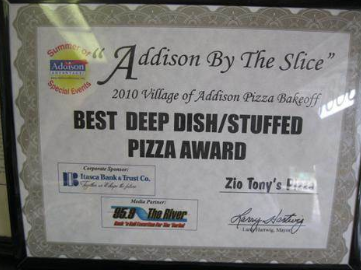 Summer of
Addison
Special Events
"Addison By The Slice"
2010 Village of Addison Pizza Bakeoff
BEST DEEP DISH/STUFFED
PIZZA AWARD
Corporate Sponsor:
Itasca Bank & Trust Co.
Zio Tony's Pizza
Media Partner:
95.9 The River
Larry Hartwig
Larry Hartwig, Mayor